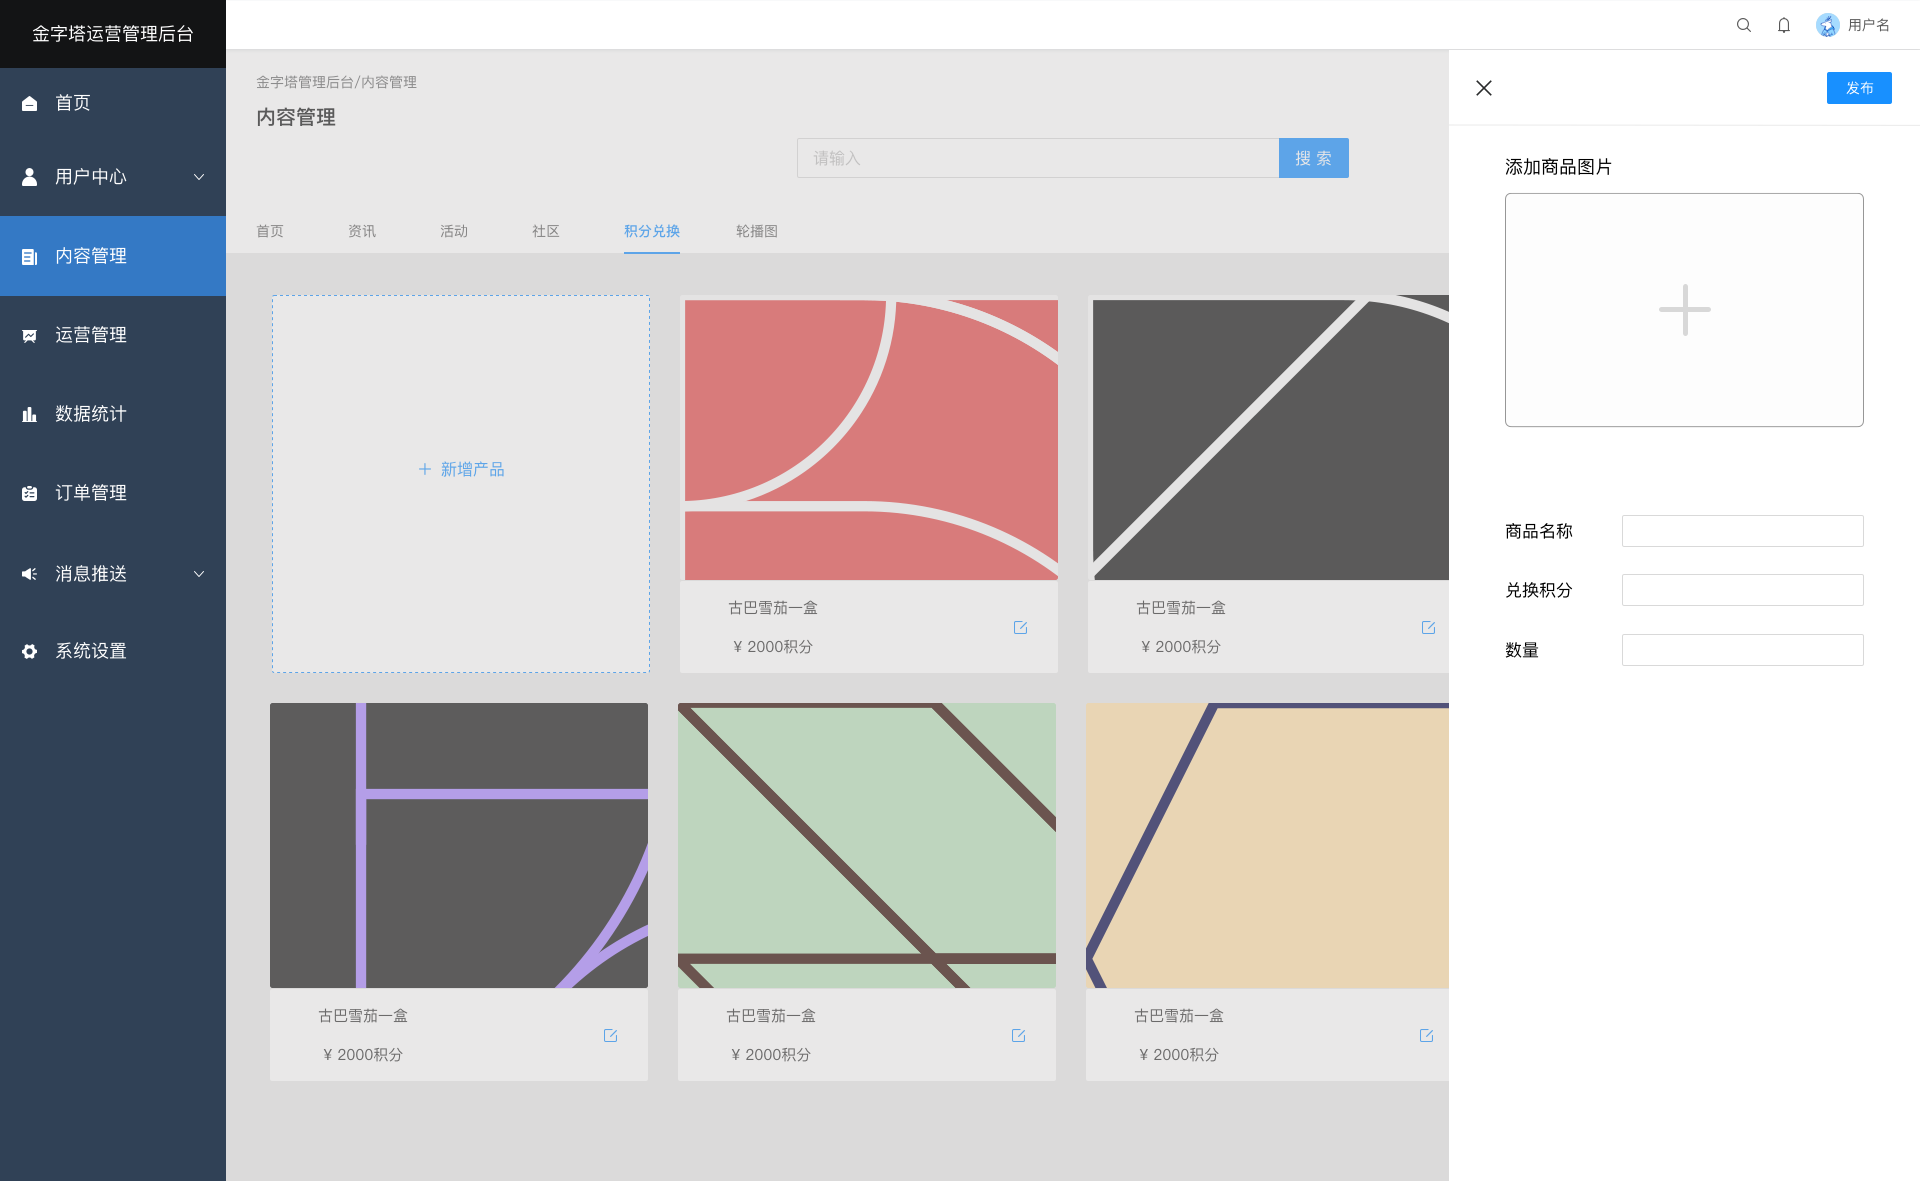 金字塔运营管理后台
用户名
首页
用户中心
内容管理
运营管理
数据统计
订单管理
消息推送
系统设置
金字塔管理后台/内容管理
内容管理
请输入
搜 索
首页 资讯 活动 社区 积分兑换 轮播图
新增产品
古巴雪茄一盒
¥ 2000积分
古巴雪茄一盒
¥ 2000积分
古巴雪茄一盒
¥ 2000积分
古巴雪茄一盒
¥ 2000积分
古巴雪茄一盒
¥ 2000积分
发布
添加商品图片
商品名称
兑换积分
数量